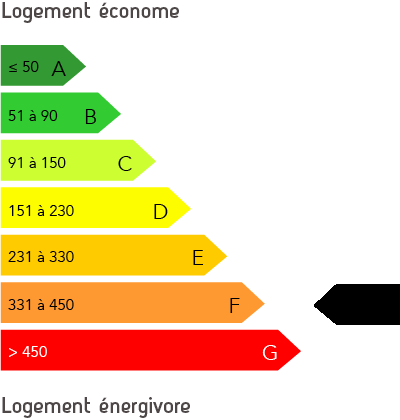 Logement économe
≤ 50 A
51 à 90 B
91 à 150 C
151 à 230 D
231 à 330 E
331 à 450 F
> 450 G
Logement énergivore